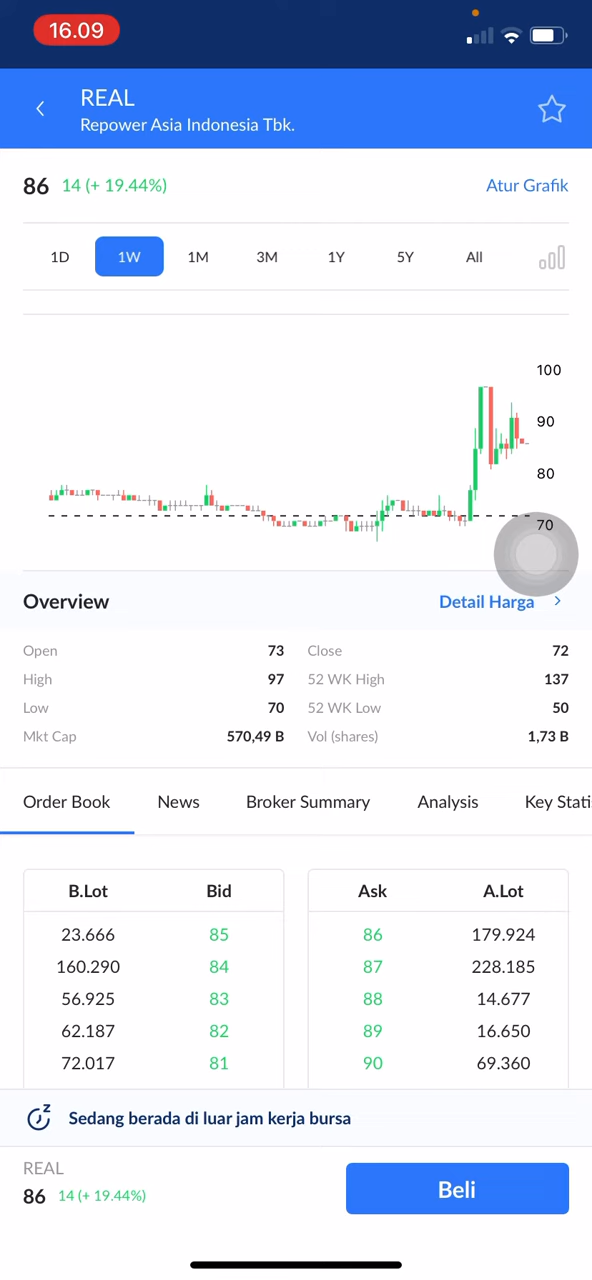 16.09
REAL
Repower Asia Indonesia Tbk.
86 14 (+ 19.44%) Atur Grafik
1D 1W 1M 3M 1Y 5Y All
100
90
80
70
Overview Detail Harga
Open 73 Close 72
High 97 52 WK High 137
Low 70 52 WK Low 50
Mkt Cap 570,49 B Vol (shares) 1,73 B
Order Book News Broker Summary Analysis Key Stati
B.Lot Bid Ask A.Lot
23.666 85 86 179.924
160.290 84 87 228.185
56.925 83 88 14.677
62.187 82 89 16.650
72.017 81 90 69.360
Sedang berada di luar jam kerja bursa
REAL
86 14 (+ 19.44%)
Beli